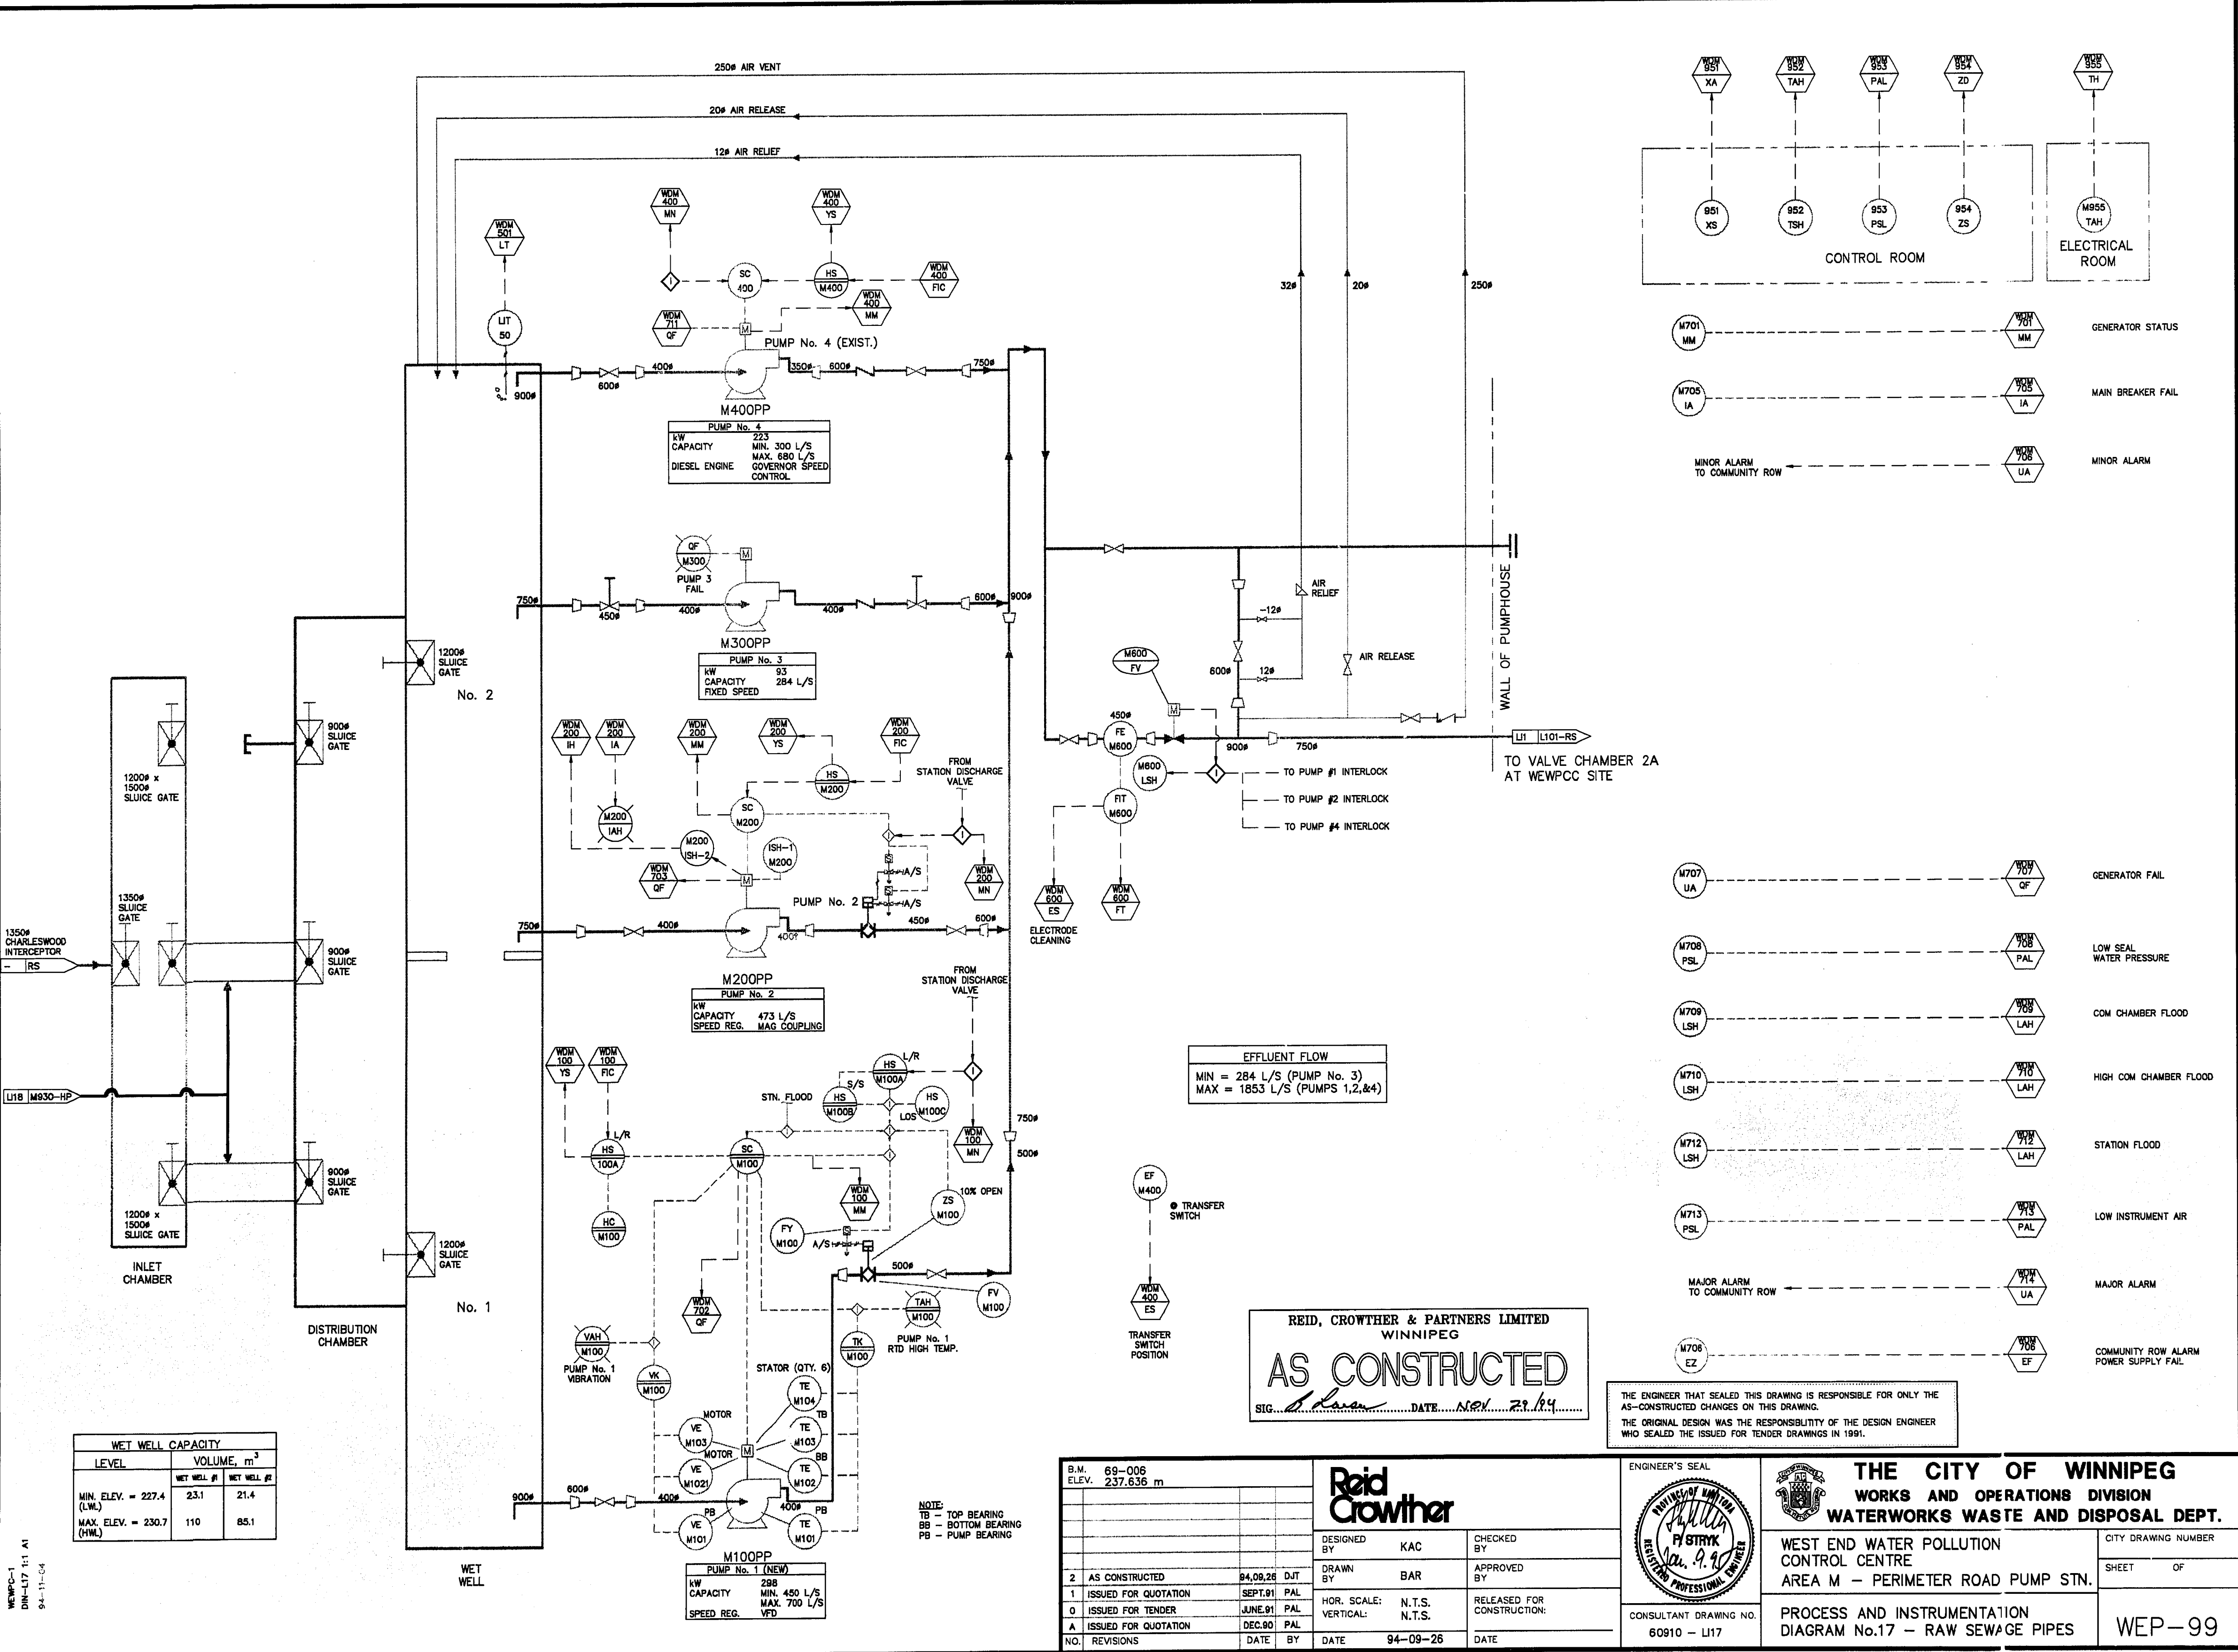 250ø AIR VENT
20ø AIR RELEASE
12ø AIR RELIEF
WDM 951 XA
WDM 952 TAH
WDM 953 PAL
WDM 954 ZD
WDM 955 TH
951 XS
952 TSH
953 PSL
954 ZS
M955 TAH
CONTROL ROOM
ELECTRICAL
ROOM
WDM 501 LT
LIT 50
WDM 400 MN
WDM 400 YS
SC 400
HS M400
WDM 400 FIC
WDM 400 MM
WDM 711 QF
M
PUMP No. 4 (EXIST.)
32ø
20ø
250ø
900ø
600ø
400ø
350ø
600ø
750ø
M400PP
PUMP No. 4
kW 223
CAPACITY MIN. 300 L/S
MAX. 680 L/S
DIESEL ENGINE GOVERNOR SPEED
CONTROL
M701 MM
WDM 701 MM
GENERATOR STATUS
M705 IA
WDM 705 IA
MAIN BREAKER FAIL
MINOR ALARM
TO COMMUNITY ROW
WDM 706 UA
MINOR ALARM
QF M300
M
PUMP 3
FAIL
750ø
450ø
400ø
400ø
600ø
900ø
M300PP
PUMP No. 3
kW 93
CAPACITY 284 L/S
FIXED SPEED
AIR
RELIEF
-12ø
600ø
12ø
AIR RELEASE
WALL OF PUMPHOUSE
M600 FV
M
450ø
FE M600
900ø
750ø
LI1 L101-RS
TO VALVE CHAMBER 2A
AT WEWPCC SITE
M600 LSH
I
TO PUMP #1 INTERLOCK
TO PUMP #2 INTERLOCK
TO PUMP #4 INTERLOCK
FIT M600
WDM 600 ES
WDM 600 FT
ELECTRODE
CLEANING
1200ø
SLUICE
GATE
No. 2
900ø
SLUICE
GATE
1200ø x
1500ø
SLUICE GATE
1350ø
SLUICE
GATE
1350ø
CHARLESWOOD
INTERCEPTOR
- RS
900ø
SLUICE
GATE
LI18 M930-HP
900ø
SLUICE
GATE
1200ø x
1500ø
SLUICE GATE
INLET
CHAMBER
DISTRIBUTION
CHAMBER
1200ø
SLUICE
GATE
No. 1
WET
WELL
WDM 200 IH
WDM 200 IA
WDM 200 MM
WDM 200 YS
WDM 200 FIC
HS M200
FROM
STATION DISCHARGE
VALVE
M200 IAH
SC M200
M200 ISH-2
ISH-1 M200
WDM 703 QF
M
A/S
A/S
WDM 200 MN
PUMP No. 2
750ø
400ø
400ø
450ø
600ø
M200PP
PUMP No. 2
kW
CAPACITY 473 L/S
SPEED REG. MAG COUPLING
FROM
STATION DISCHARGE
VALVE
WDM 100 YS
WDM 100 FIC
HS M100A
L/R
S/S
HS M100B
HS M100C
LOS
STN. FLOOD
WDM 100 MN
L/R
HS 100A
SC M100
HC M100
WDM 100 MM
ZS M100
10% OPEN
FY M100
A/S
750ø
500ø
500ø
FV M100
WDM 702 QF
TAH M100
PUMP No. 1
RTD HIGH TEMP.
VAH M100
PUMP No. 1
VIBRATION
VK M100
TK M100
STATOR (QTY. 6)
TE M104
MOTOR
VE M103
TB
TE M103
MOTOR
VE M1021
BB
TE M102
M
900ø
600ø
400ø
400ø
PB
VE M101
PB
TE M101
M100PP
PUMP No. 1 (NEW)
kW 298
CAPACITY MIN. 450 L/S
MAX. 700 L/S
SPEED REG. VFD
NOTE:
TB – TOP BEARING
BB – BOTTOM BEARING
PB – PUMP BEARING
EFFLUENT FLOW
MIN = 284 L/S (PUMP No. 3)
MAX = 1853 L/S (PUMPS 1,2,&4)
EF M400
@ TRANSFER
SWITCH
WDM 400 ES
TRANSFER
SWITCH
POSITION
M707 UA
WDM 707 QF
GENERATOR FAIL
M708 PSL
WDM 708 PAL
LOW SEAL
WATER PRESSURE
M709 LSH
WDM 709 LAH
COM CHAMBER FLOOD
M710 LSH
WDM 710 LAH
HIGH COM CHAMBER FLOOD
M712 LSH
WDM 712 LAH
STATION FLOOD
M713 PSL
WDM 713 PAL
LOW INSTRUMENT AIR
MAJOR ALARM
TO COMMUNITY ROW
WDM 714 UA
MAJOR ALARM
M706 EZ
WDM 706 EF
COMMUNITY ROW ALARM
POWER SUPPLY FAIL
REID, CROWTHER & PARTNERS LIMITED
WINNIPEG
AS CONSTRUCTED
SIG. B Larsen DATE NOV 29/94
THE ENGINEER THAT SEALED THIS DRAWING IS RESPONSIBLE FOR ONLY THE
AS-CONSTRUCTED CHANGES ON THIS DRAWING.
THE ORIGINAL DESIGN WAS THE RESPONSIBLITIY OF THE DESIGN ENGINEER
WHO SEALED THE ISSUED FOR TENDER DRAWINGS IN 1991.
WET WELL CAPACITY
LEVEL VOLUME, m³
WET WELL #1 WET WELL #2
MIN. ELEV. = 227.4 23.1 21.4
(LWL)
MAX. ELEV. = 230.7 110 85.1
(HWL)
WEWPC-1
DIN-L17 1:1 A1
94-11-04
B.M. 69-006
ELEV. 237.636 m
2 AS CONSTRUCTED 94,09,26 DJT
1 ISSUED FOR QUOTATION SEPT.91 PAL
0 ISSUED FOR TENDER JUNE.91 PAL
A ISSUED FOR QUOTATION DEC.90 PAL
NO. REVISIONS DATE BY
Reid
Crowther
DESIGNED
BY KAC
CHECKED
BY
DRAWN
BY BAR
APPROVED
BY
HOR. SCALE: N.T.S.
VERTICAL: N.T.S.
RELEASED FOR
CONSTRUCTION:
DATE 94-09-26
DATE
ENGINEER'S SEAL
PROVINCE OF MANITOBA
P. STRYK
Jan. 9.95
REGISTERED PROFESSIONAL ENGINEER
CONSULTANT DRAWING NO.
60910 – LI17
THE CITY OF WINNIPEG
WORKS AND OPERATIONS DIVISION
WATERWORKS WASTE AND DISPOSAL DEPT.
WEST END WATER POLLUTION
CONTROL CENTRE
AREA M – PERIMETER ROAD PUMP STN.
CITY DRAWING NUMBER
SHEET OF
PROCESS AND INSTRUMENTATION
DIAGRAM No.17 – RAW SEWAGE PIPES
WEP-99